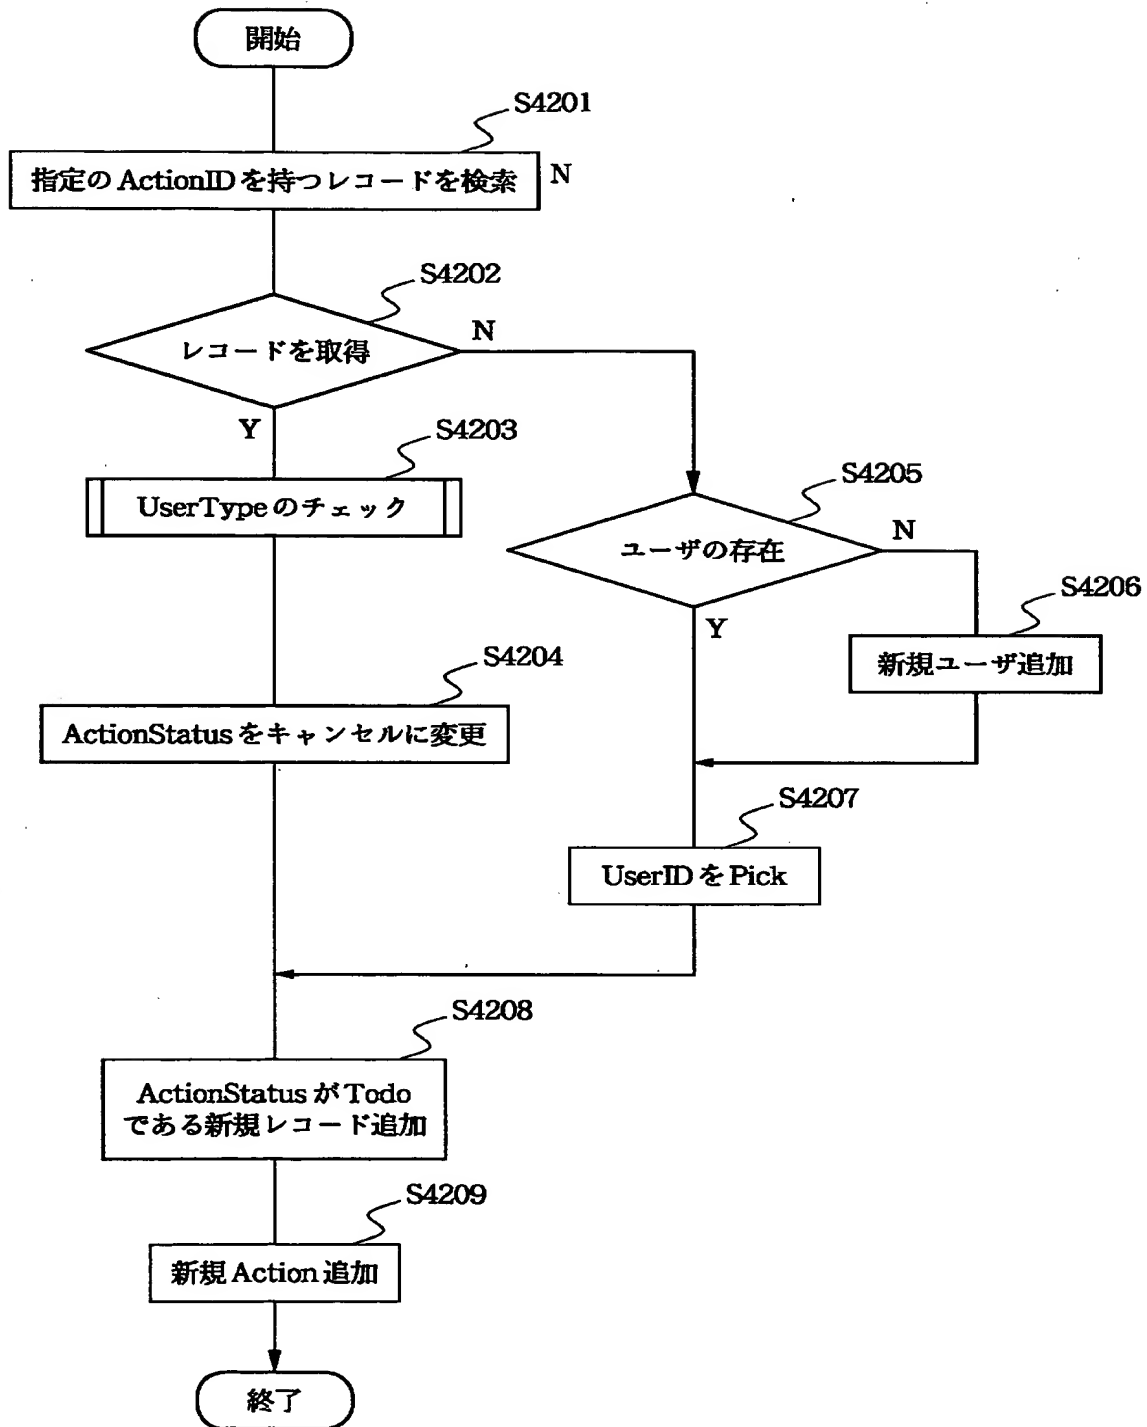 開始
S4201
指定のActionIDを持つレコードを検索
N
S4202
レコードを取得
N
Y
S4203
UserTypeのチェック
S4205
ユーザの存在
N
Y
S4206
新規ユーザ追加
S4204
ActionStatusをキャンセルに変更
S4207
UserIDをPick
S4208
ActionStatusがTodo
である新規レコード追加
S4209
新規Action追加
終了